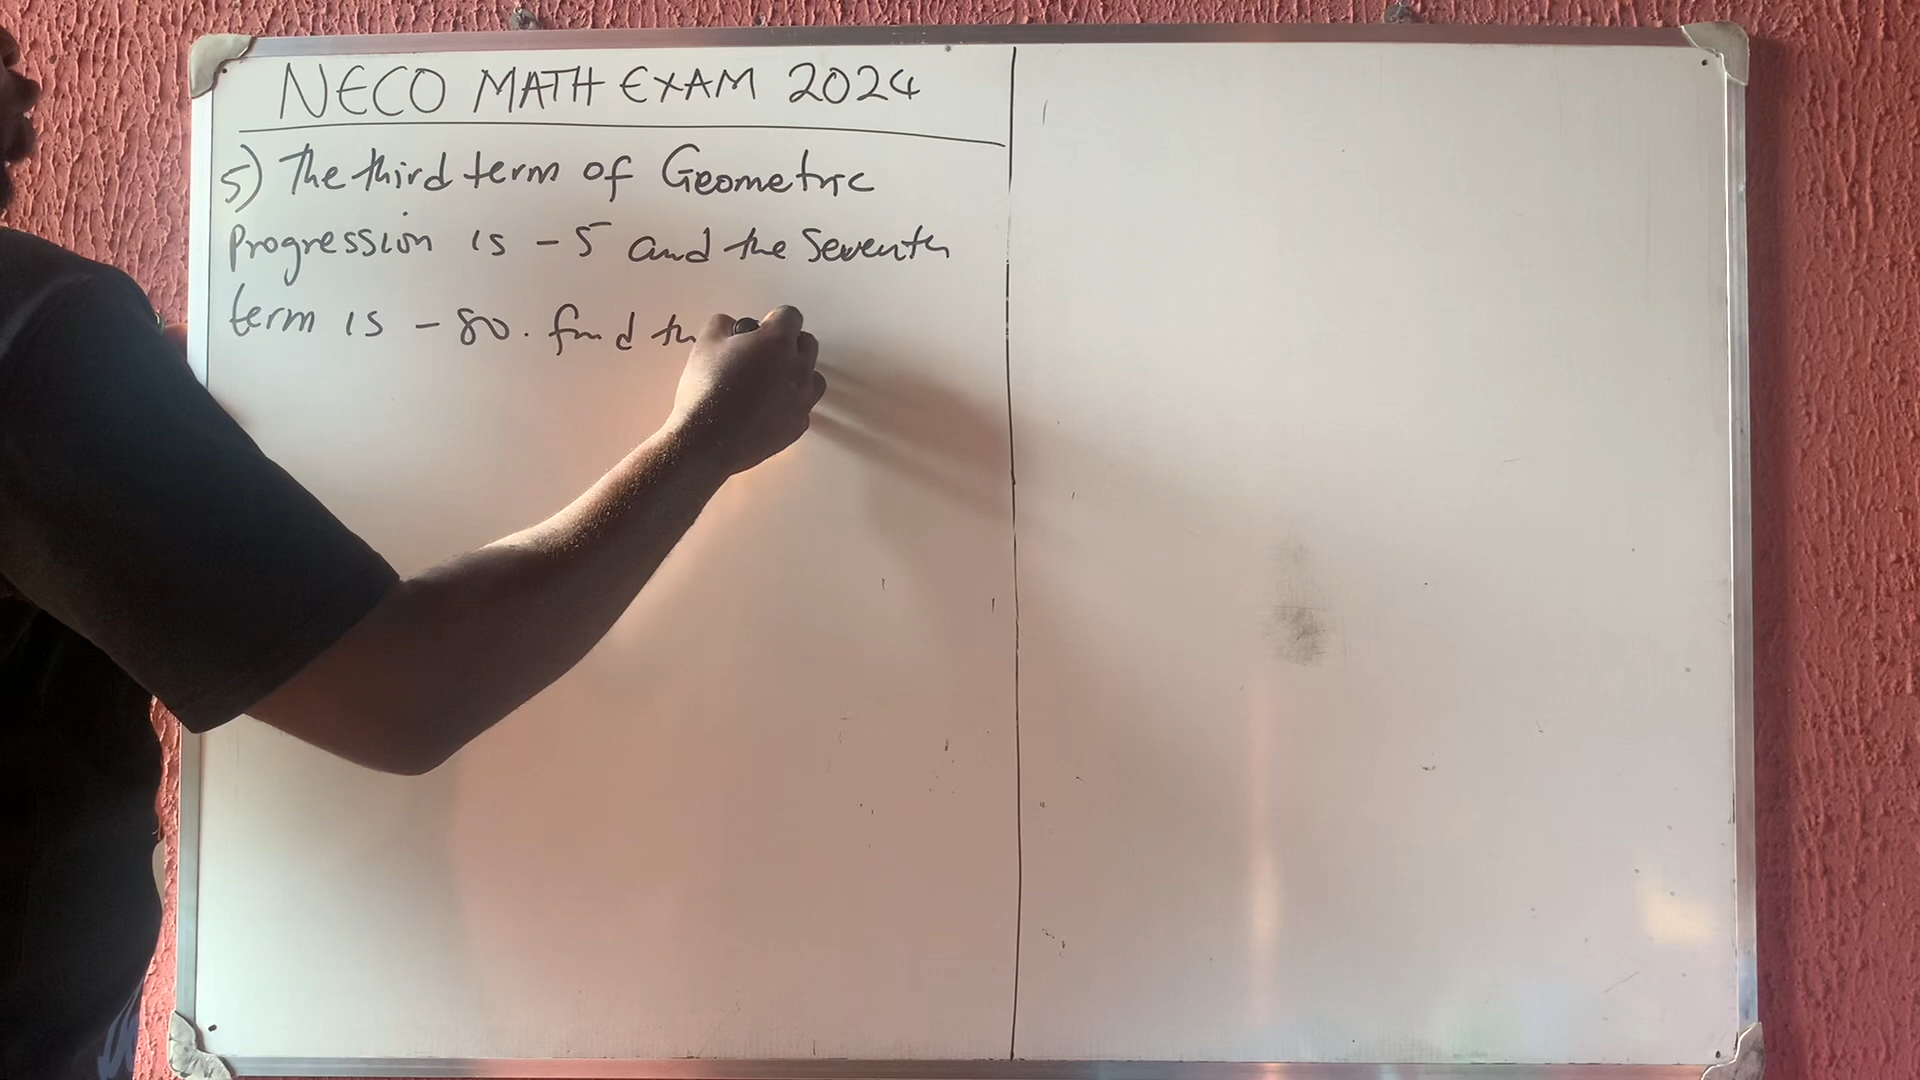 NECO MATH EXAM 2024
5) The third term of Geometric
Progression is - 5 and the Seventh
term is - 80. find th